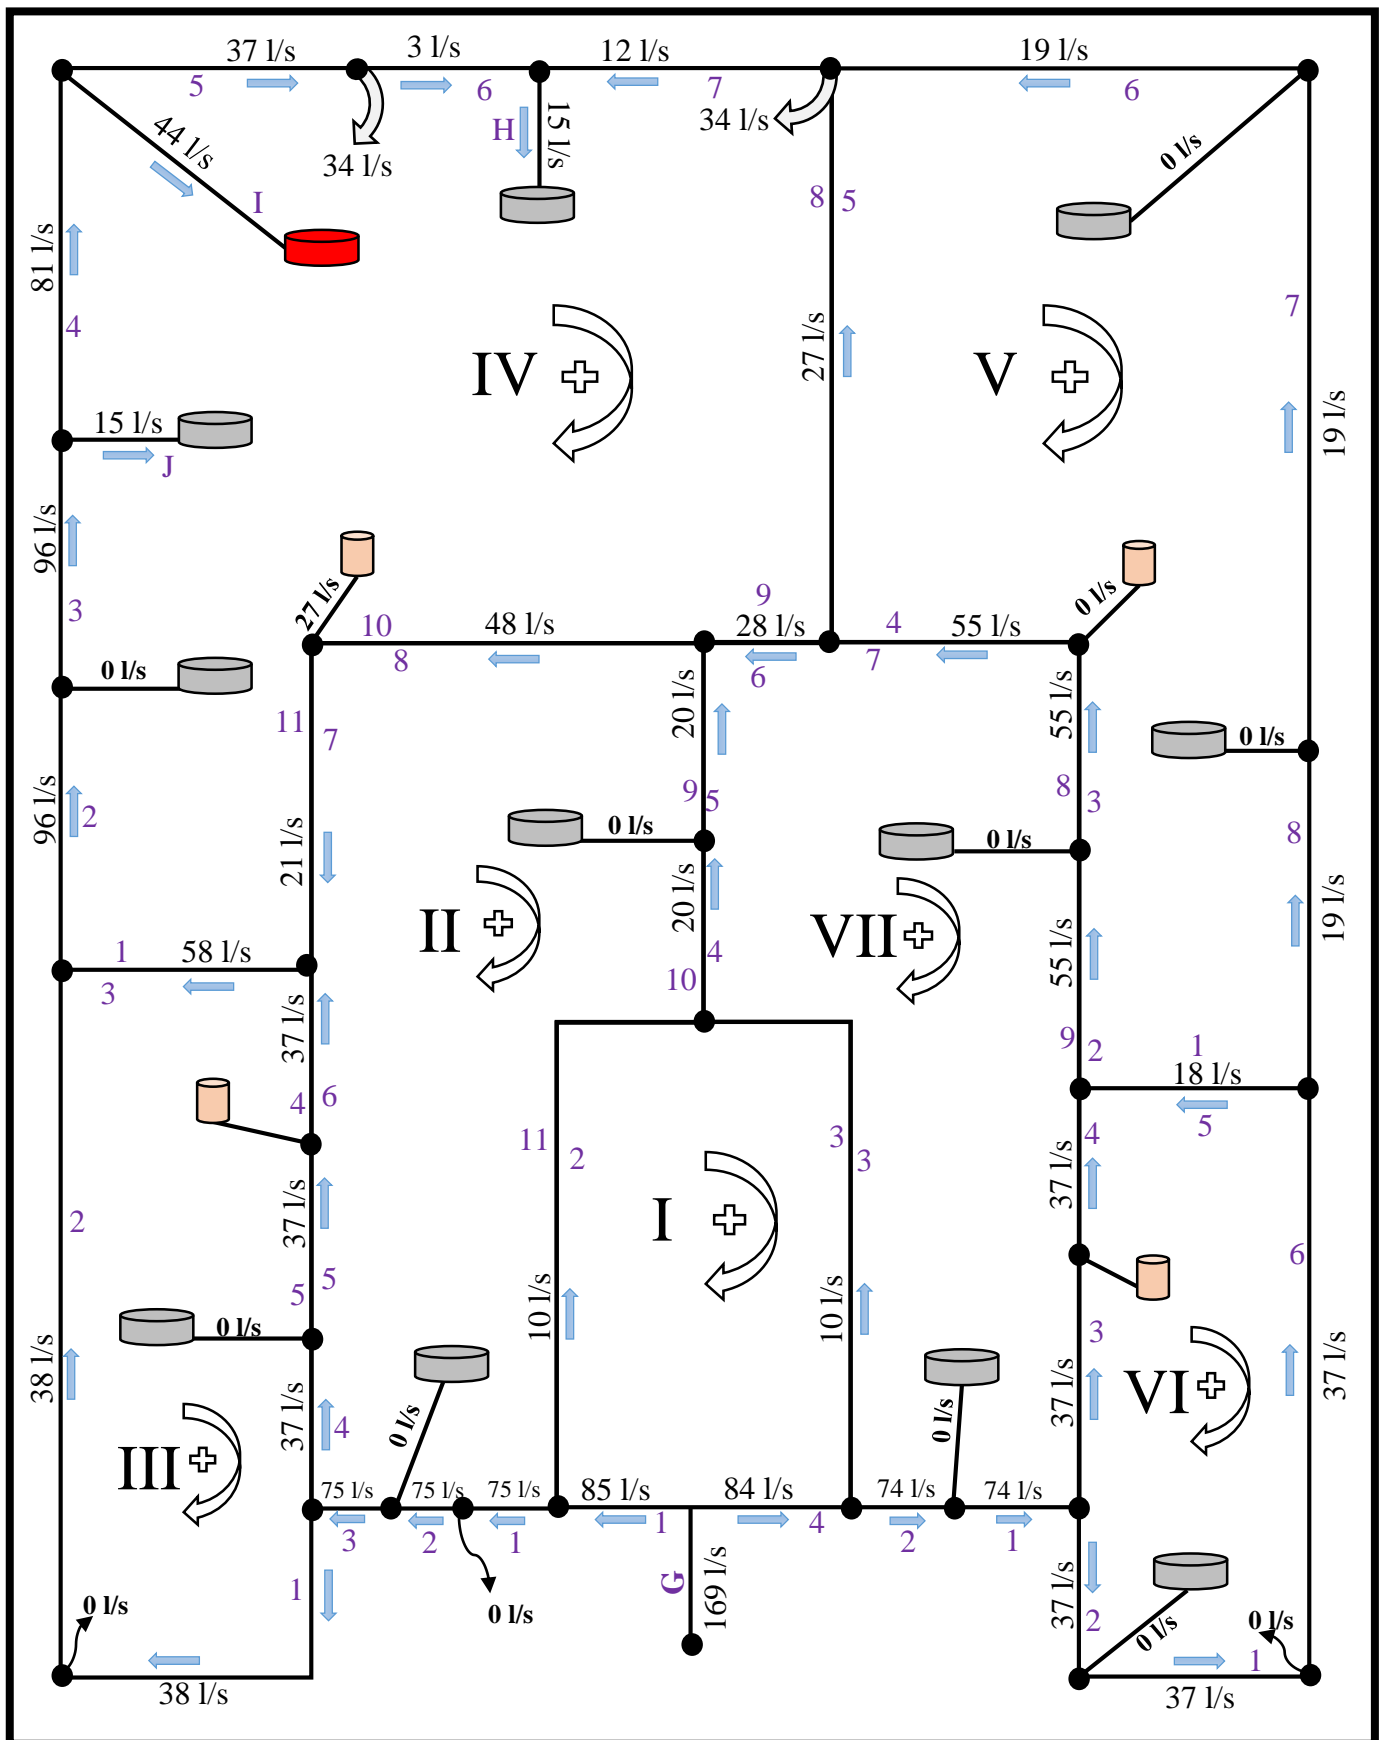 37 l/s
3 l/s
12 l/s
19 l/s
5
6
7
6
44 l/s
34 l/s
H
15 l/s
34 l/s
0 l/s
I
8 5
81 l/s
4
7
IV
27 l/s
V
15 l/s
J
19 l/s
96 l/s
3
27 l/s
0 l/s
10
48 l/s
9
28 l/s
4
55 l/s
8
6
7
0 l/s
11 7
20 l/s
55 l/s
0 l/s
96 l/s
2
9 5
8 3
0 l/s
0 l/s
8
21 l/s
20 l/s
II
VII
19 l/s
1
58 l/s
3
4
10
55 l/s
37 l/s
9 2
1
18 l/s
5
4 6
11 2
3 3
4
37 l/s
2
37 l/s
I
6
5 5
10 l/s
10 l/s
0 l/s
3
38 l/s
37 l/s
4
0 l/s
0 l/s
37 l/s
VI
37 l/s
III
75 l/s
75 l/s
75 l/s
85 l/s
84 l/s
74 l/s
74 l/s
3
2
1
1
4
2
1
1
G
169 l/s
37 l/s
2
0 l/s
0 l/s
0 l/s
0 l/s
1
38 l/s
37 l/s